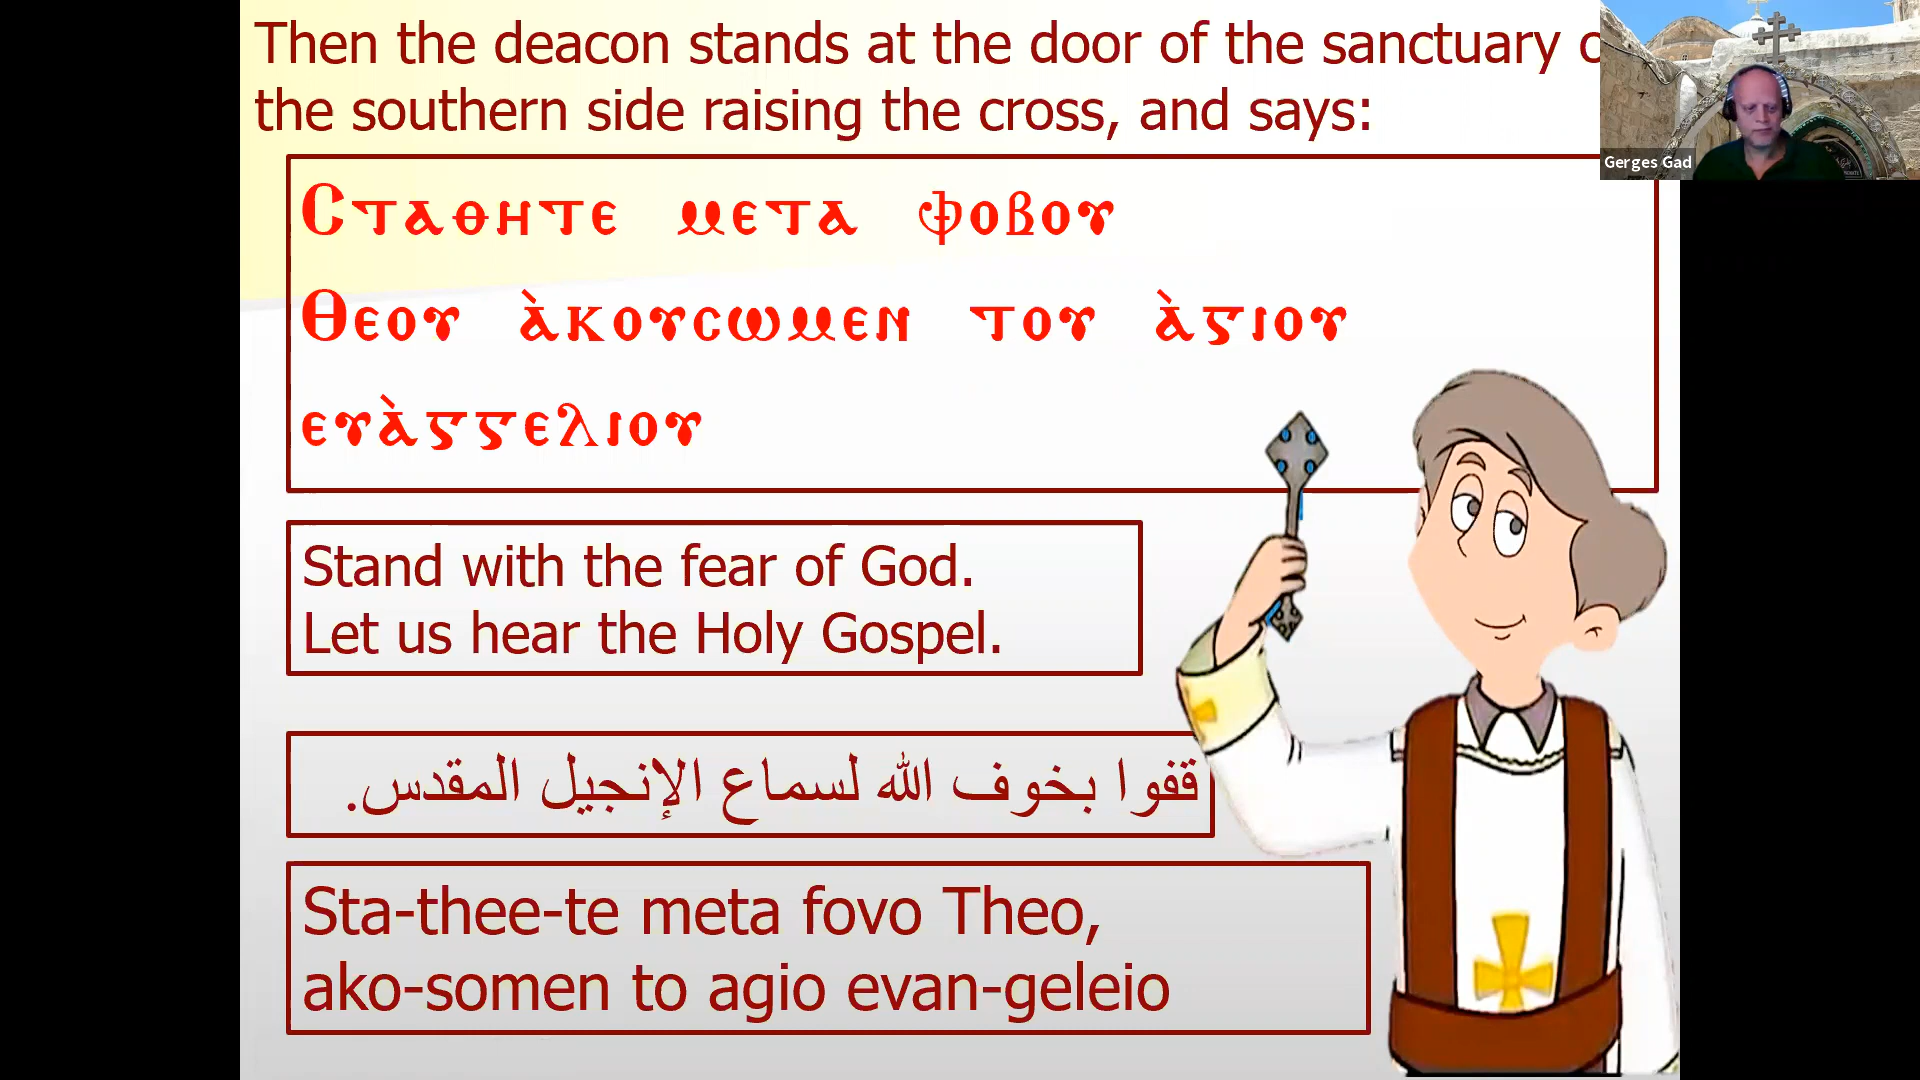 Then the deacon stands at the door of the sanctuary
the southern side raising the cross, and says:
Gerges Gad
Ⲥⲧⲁⲑⲏⲧⲉ ⲙⲉⲧⲁ ⲫⲟⲃⲟⲩ
Ⲑⲉⲟⲩ ⲁ̀ⲕⲟⲩⲥⲱⲙⲉⲛ ⲧⲟⲩ ⲁ̀ⲅⲓⲟⲩ
ⲉⲩⲁ̀ⲅⲅⲉⲗⲓⲟⲩ
Stand with the fear of God.
Let us hear the Holy Gospel.
قفوا بخوف الله لسماع الإنجيل المقدس.
Sta-thee-te meta fovo Theo,
ako-somen to agio evan-geleio